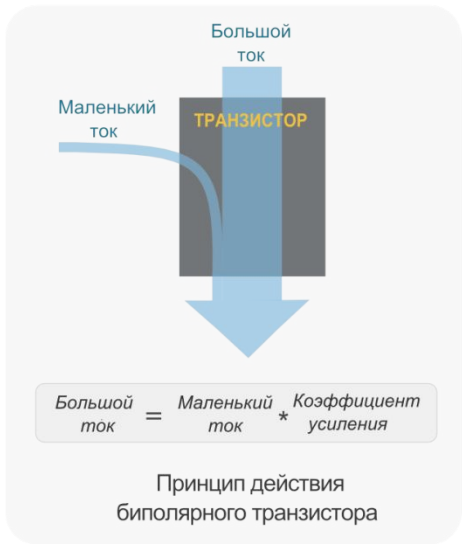 Большой
ток
Маленький
ток
ТРАНЗИСТОР
Большой
ток
=
Маленький
ток
*
Коэффициент
усиления
Принцип действия
биполярного транзистора